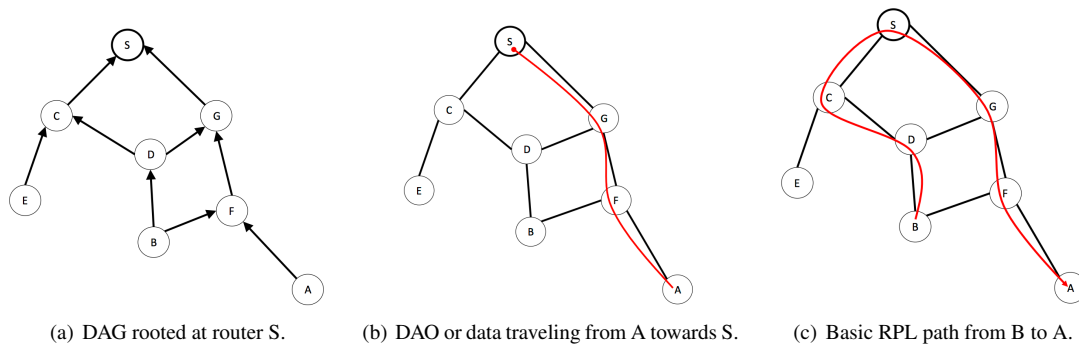 S
C
G
D
E
F
B
A
(a) DAG rooted at router S.
S
C
G
D
E
F
B
A
(b) DAO or data traveling from A towards S.
S
C
G
D
E
F
B
A
(c) Basic RPL path from B to A.